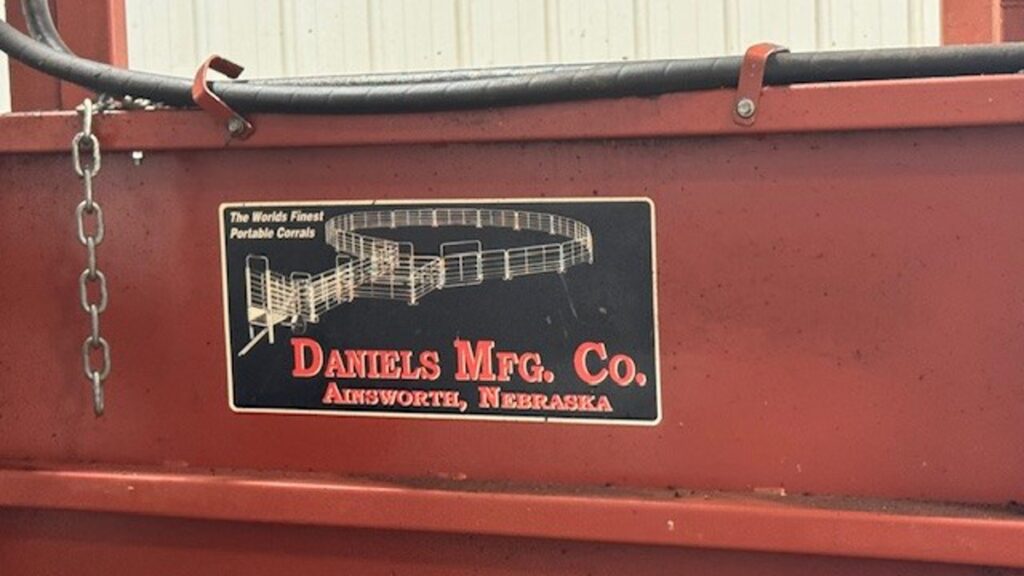 The Worlds Finest
Portable Corrals
Daniels Mfg. Co.
Ainsworth, Nebraska